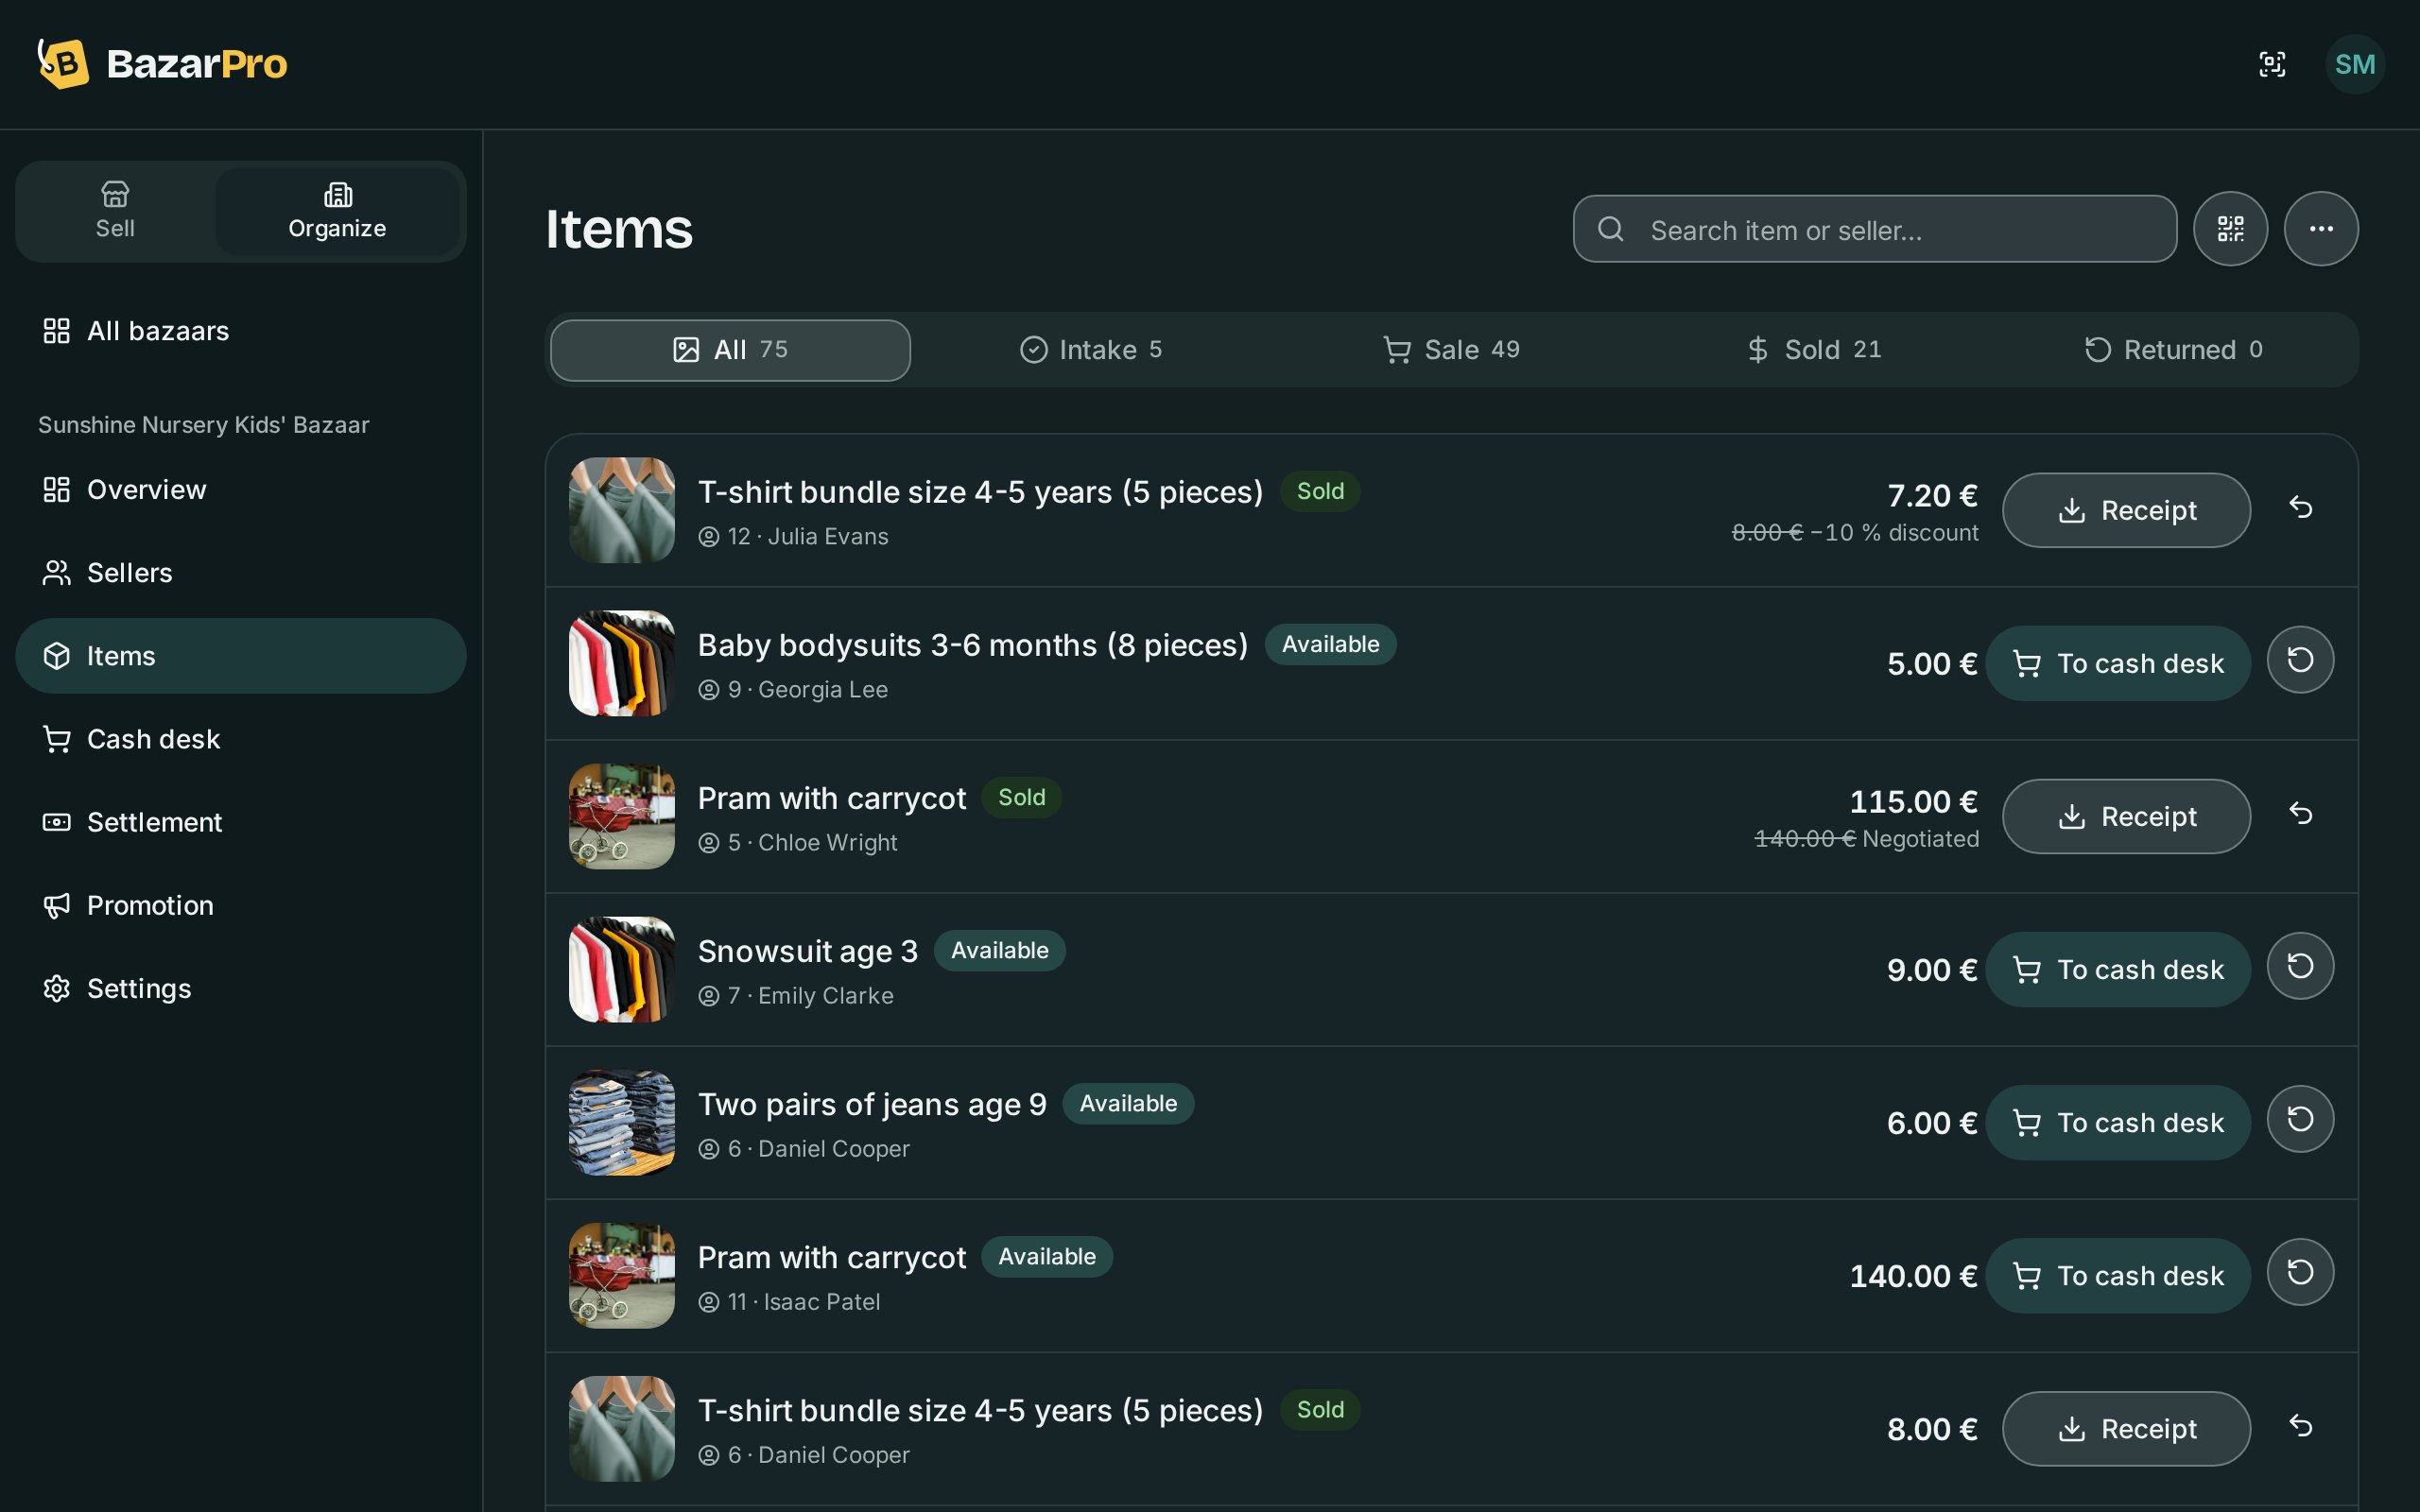 BazarPro
SM
Sell
Organize
All bazaars
Sunshine Nursery Kids' Bazaar
Overview
Sellers
Items
Cash desk
Settlement
Promotion
Settings
Items
Search item or seller...
All 75
Intake 5
Sale 49
Sold 21
Returned 0
T-shirt bundle size 4-5 years (5 pieces) Sold
12 · Julia Evans
7.20 €
8.00 € −10 % discount
Receipt
Baby bodysuits 3-6 months (8 pieces) Available
9 · Georgia Lee
5.00 €
To cash desk
Pram with carrycot Sold
5 · Chloe Wright
115.00 €
140.00 € Negotiated
Receipt
Snowsuit age 3 Available
7 · Emily Clarke
9.00 €
To cash desk
Two pairs of jeans age 9 Available
6 · Daniel Cooper
6.00 €
To cash desk
Pram with carrycot Available
11 · Isaac Patel
140.00 €
To cash desk
T-shirt bundle size 4-5 years (5 pieces) Sold
6 · Daniel Cooper
8.00 €
Receipt